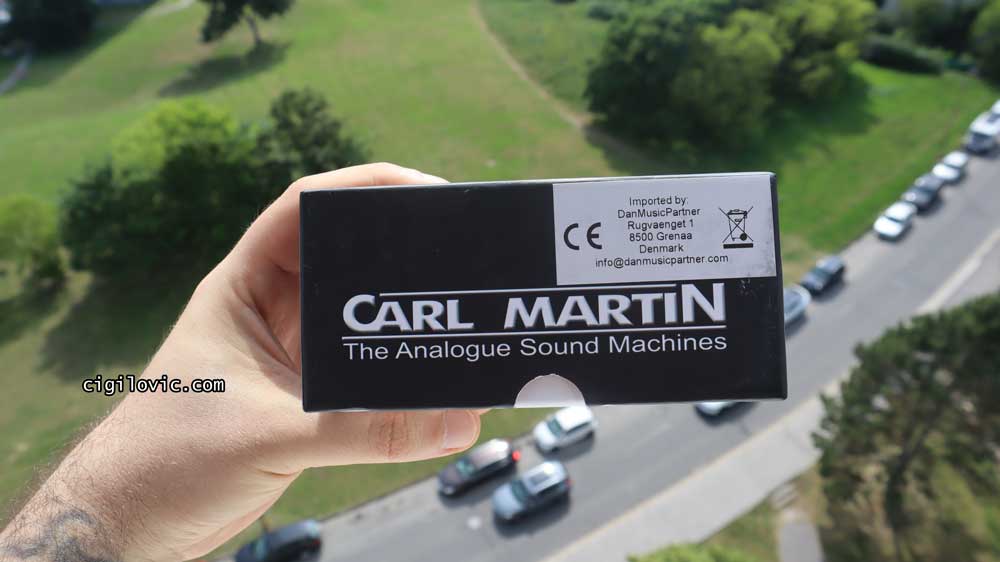 Imported by:
DanMusicPartner
Rugvaenget 1
8500 Grenaa
Denmark
info@danmusicpartner.com
CE
CARL MARTiN
The Analogue Sound Machines
cigilovic.com